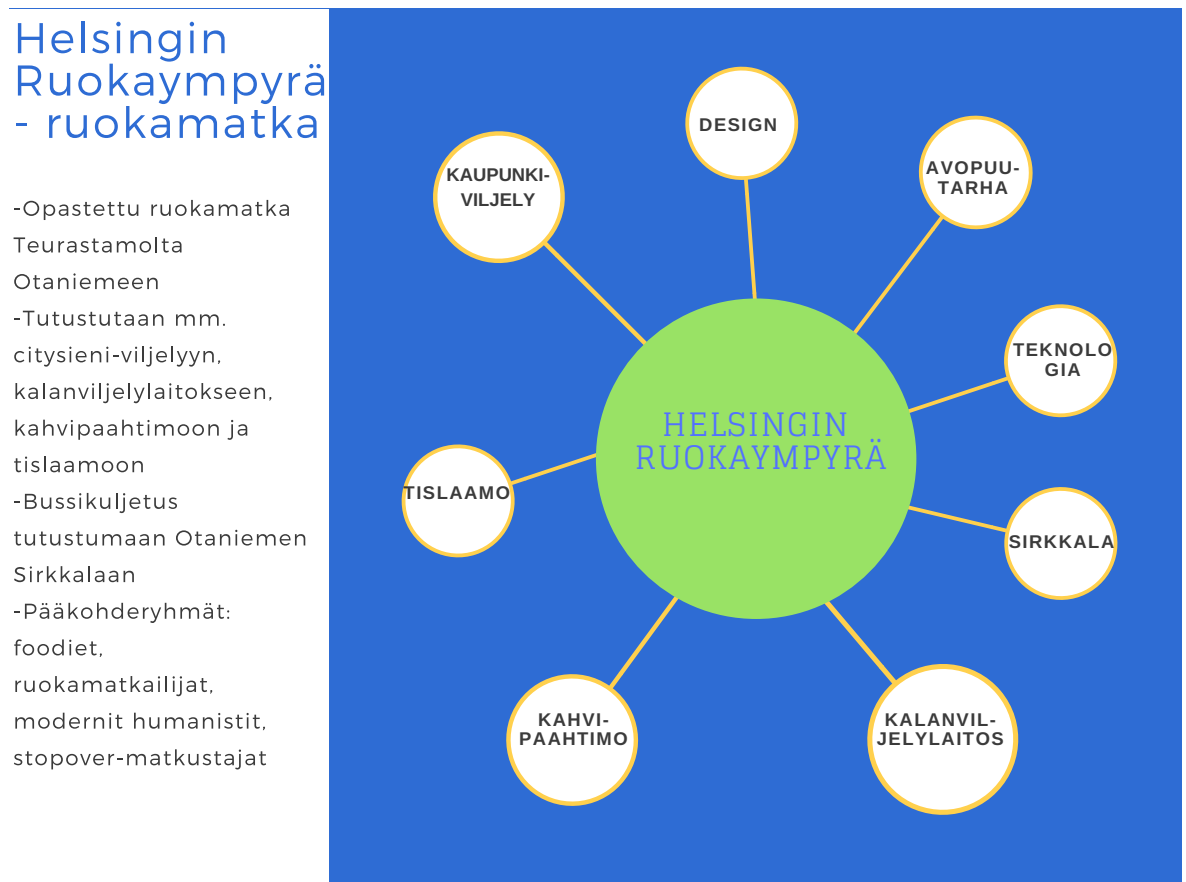 Helsingin
Ruokaympyrä
- ruokamatka
-Opastettu ruokamatka
Teurastamolta
Otaniemeen
-Tutustutaan mm.
citysieni-viljelyyn,
kalanviljelylaitokseen,
kahvipaahtimoon ja
tislaamoon
-Bussikuljetus
tutustumaan Otaniemen
Sirkkalaan
-Pääkohderyhmät:
foodiet,
ruokamatkailijat,
modernit humanistit,
stopover-matkustajat
DESIGN
KAUPUNKI-
VILJELY
AVOPUU-
TARHA
TEKNOLO
GIA
HELSINGIN
RUOKAYMPYRÄ
TISLAAMO
SIRKKALA
KAHVI-
PAAHTIMO
KALANVIL-
JELYLAITOS